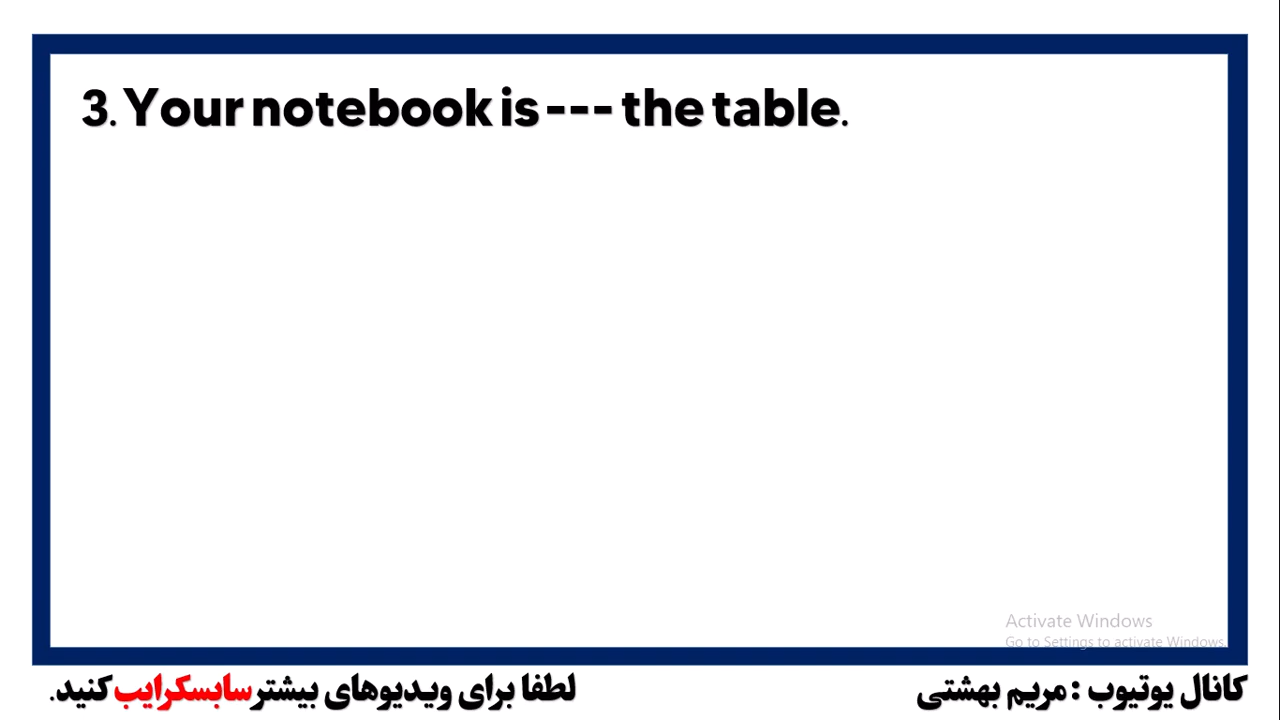 3. Your notebook is --- the table.
Activate Windows
Go to Settings to activate Windows.
کانال یوتیوب : مریم بهشتی
لطفا برای ویدیوهای بیشتر سابسکرایب کنید.